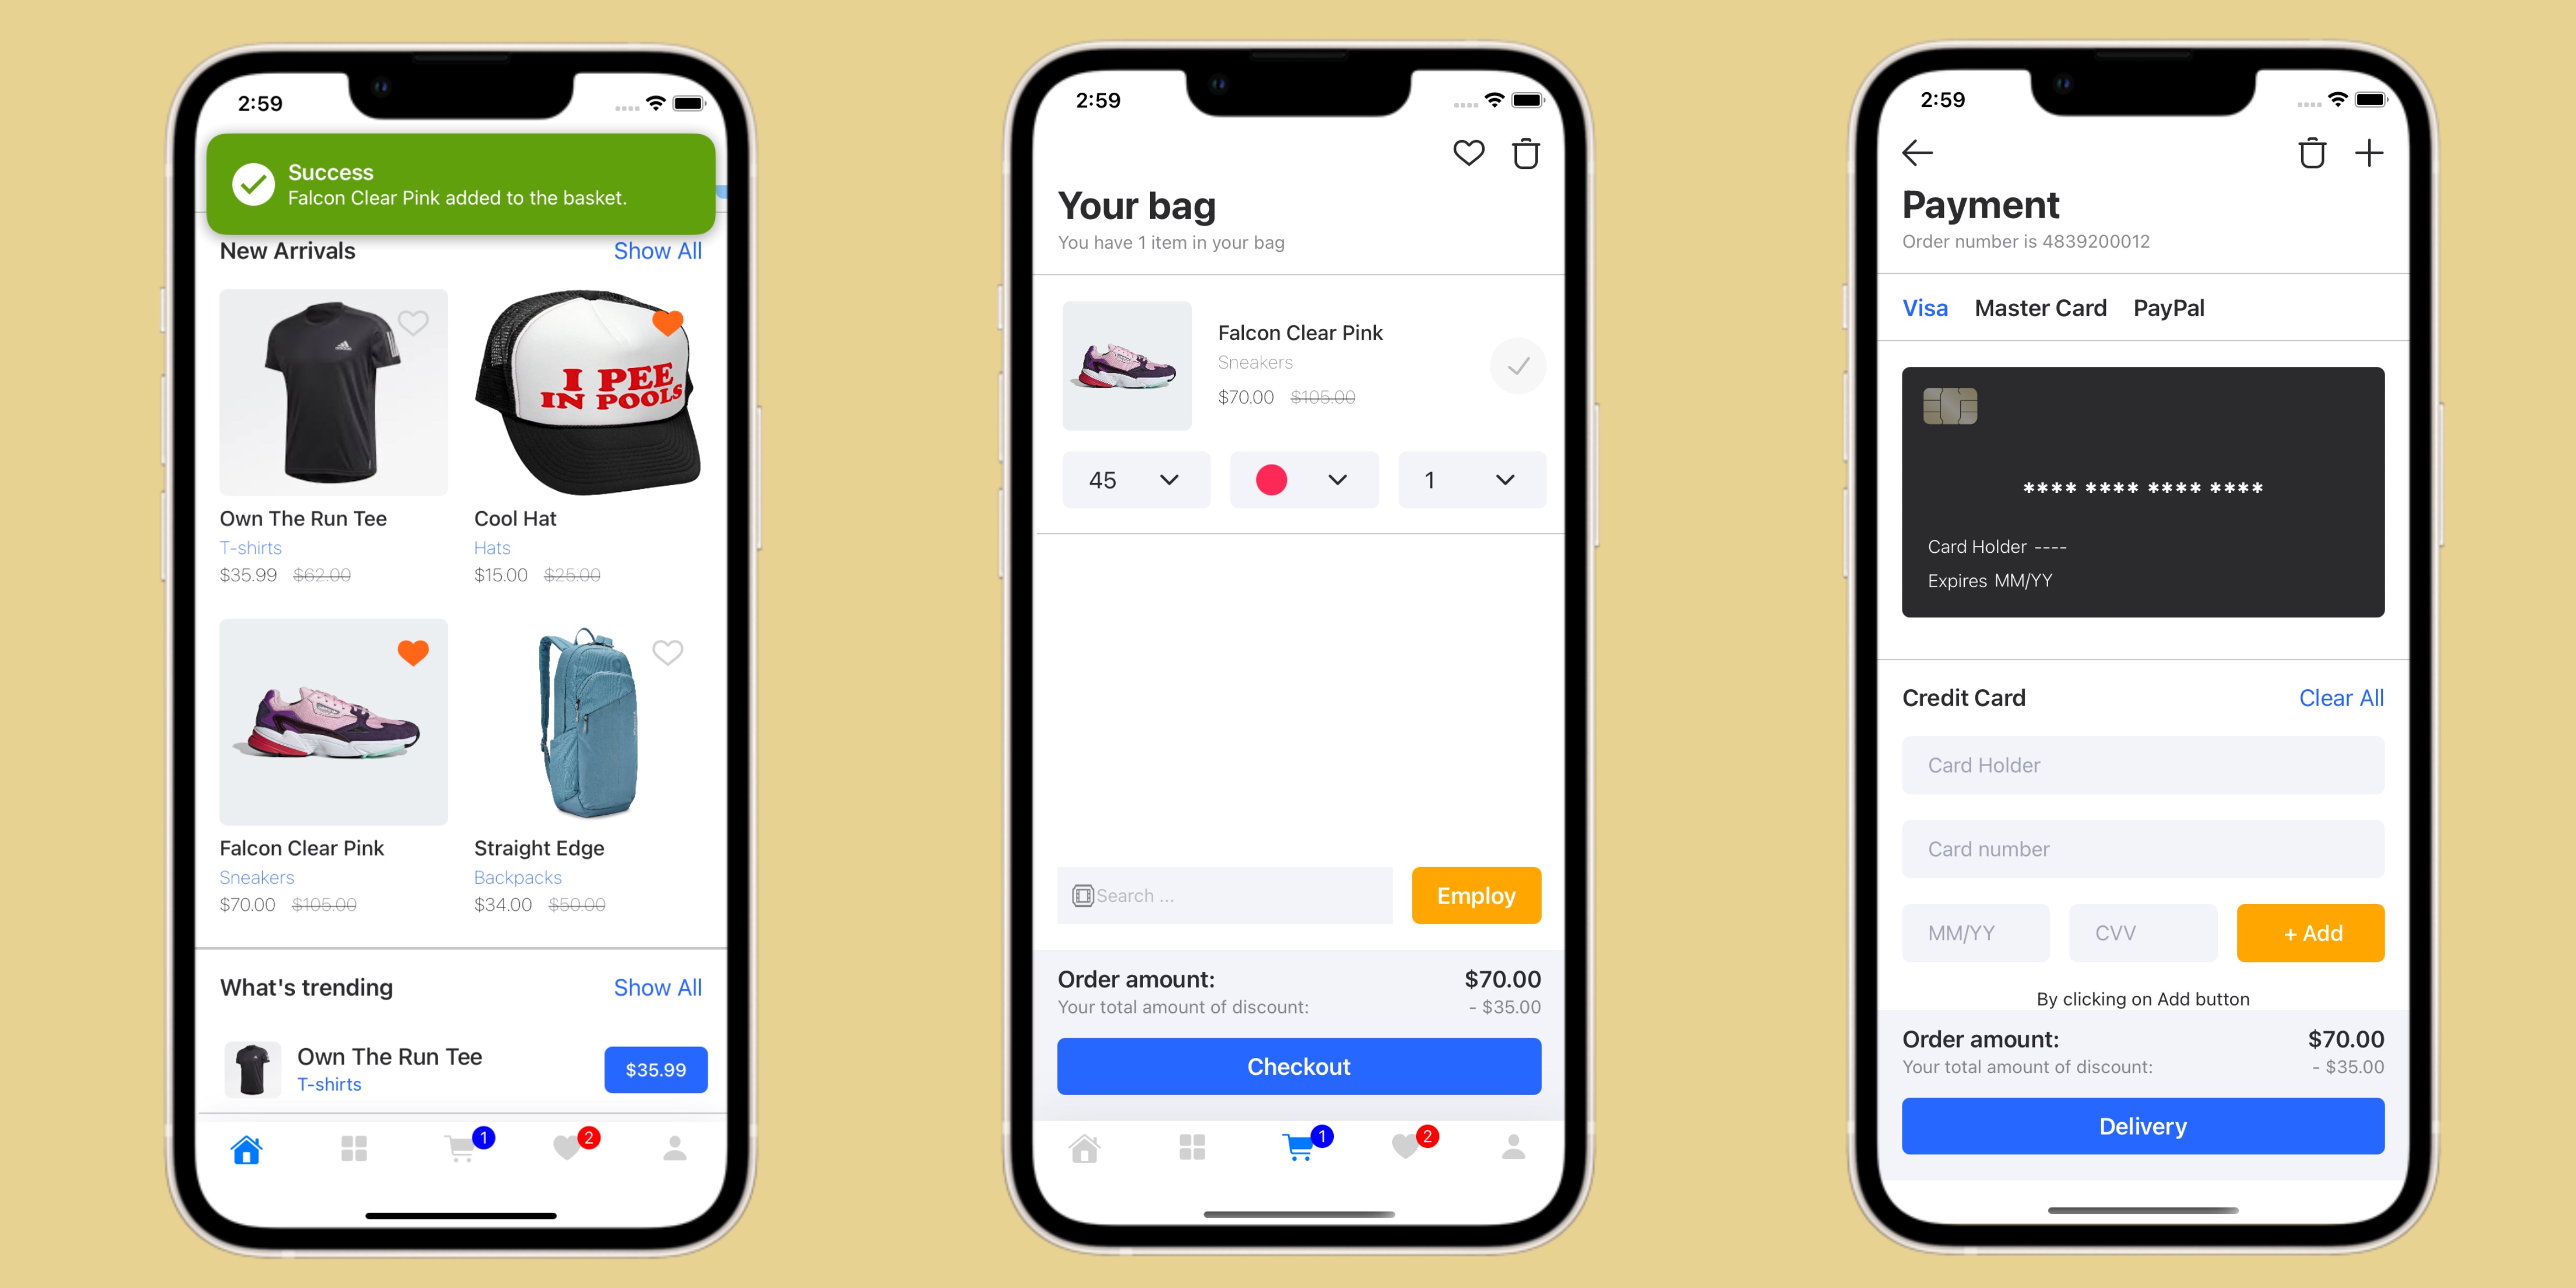 2:59
Success
Falcon Clear Pink added to the basket.
New Arrivals Show All
I PEE
IN POOLS
Own The Run Tee Cool Hat
T-shirts Hats
$35.99 $62.00 $15.00 $25.00
Falcon Clear Pink Straight Edge
Sneakers Backpacks
$70.00 $105.00 $34.00 $50.00
What's trending Show All
Own The Run Tee
T-shirts
$35.99
1 2
2:59
Your bag
You have 1 item in your bag
Falcon Clear Pink
Sneakers
$70.00 $105.00
45 1
Search ... Employ
Order amount: $70.00
Your total amount of discount: - $35.00
Checkout
1 2
2:59
Payment
Order number is 4839200012
Visa Master Card PayPal
**** **** **** ****
Card Holder ----
Expires MM/YY
Credit Card Clear All
Card Holder
Card number
MM/YY CVV + Add
By clicking on Add button
Order amount: $70.00
Your total amount of discount: - $35.00
Delivery